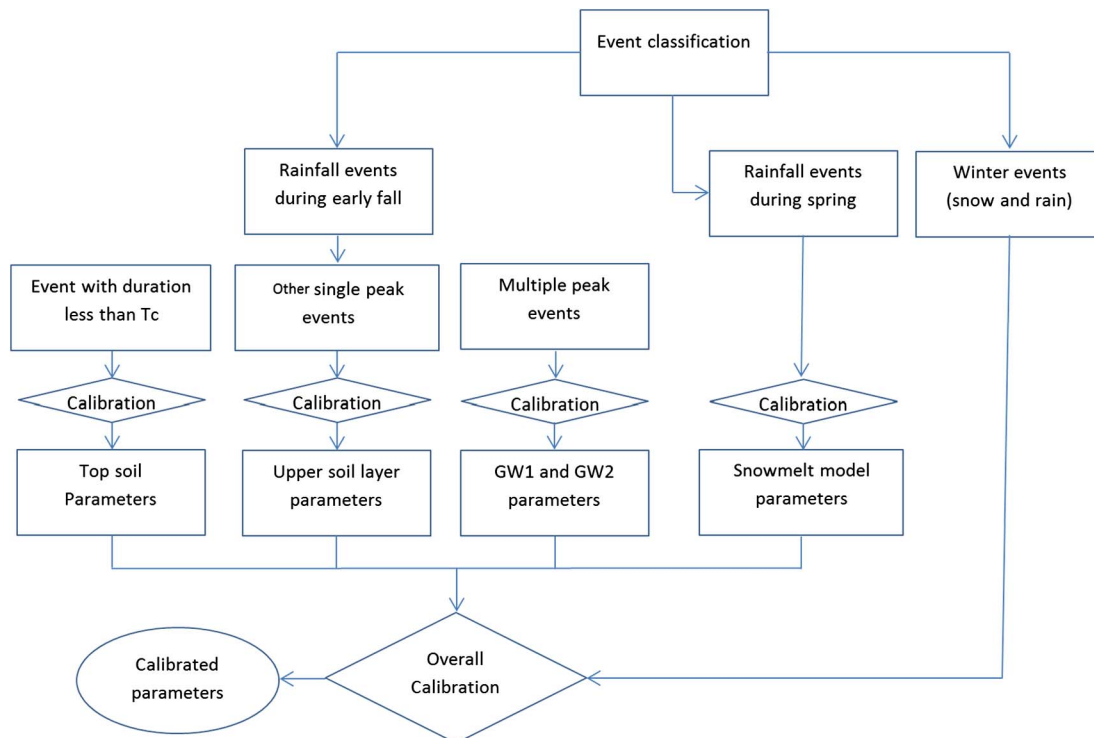 Event classification
Rainfall events
during early fall
Rainfall events
during spring
Winter events
(snow and rain)
Event with duration
less than Tc
Other single peak
events
Multiple peak
events
Calibration
Calibration
Calibration
Calibration
Top soil
Parameters
Upper soil layer
parameters
GW1 and GW2
parameters
Snowmelt model
parameters
Calibrated
parameters
Overall
Calibration